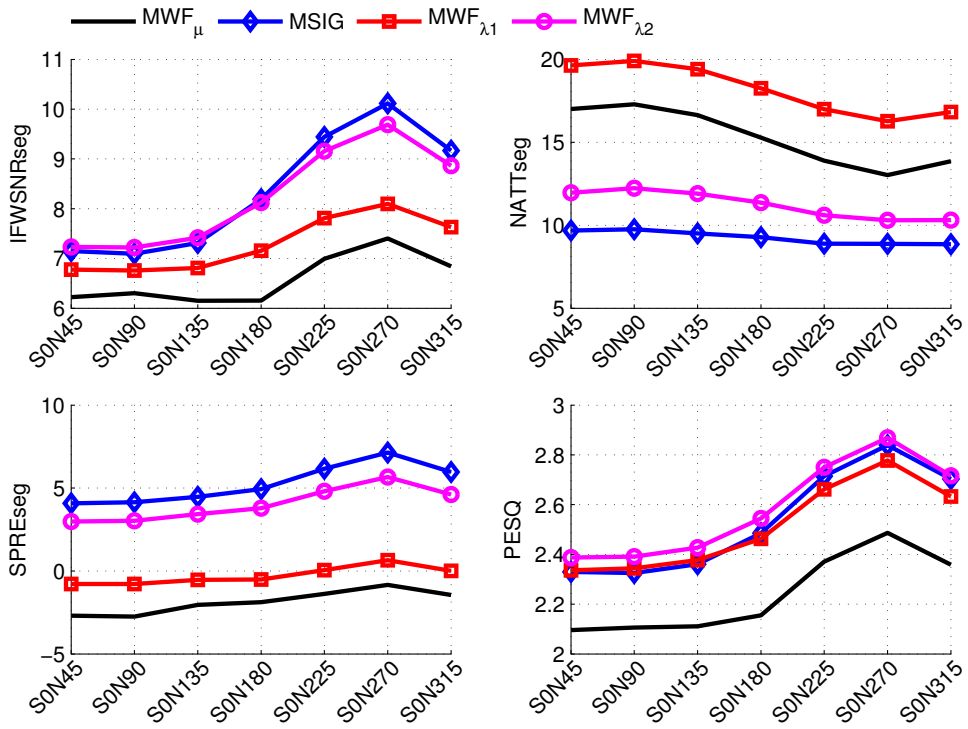 MWFμ MSIG MWFλ1 MWFλ2
11
10
9
8
7
6
IFWSNRseg
S0N45 S0N90 S0N135 S0N180 S0N225 S0N270 S0N315
20
15
10
5
NATTseg
S0N45 S0N90 S0N135 S0N180 S0N225 S0N270 S0N315
10
5
0
−5
SPREseg
S0N45 S0N90 S0N135 S0N180 S0N225 S0N270 S0N315
3
2.8
2.6
2.4
2.2
2
PESQ
S0N45 S0N90 S0N135 S0N180 S0N225 S0N270 S0N315